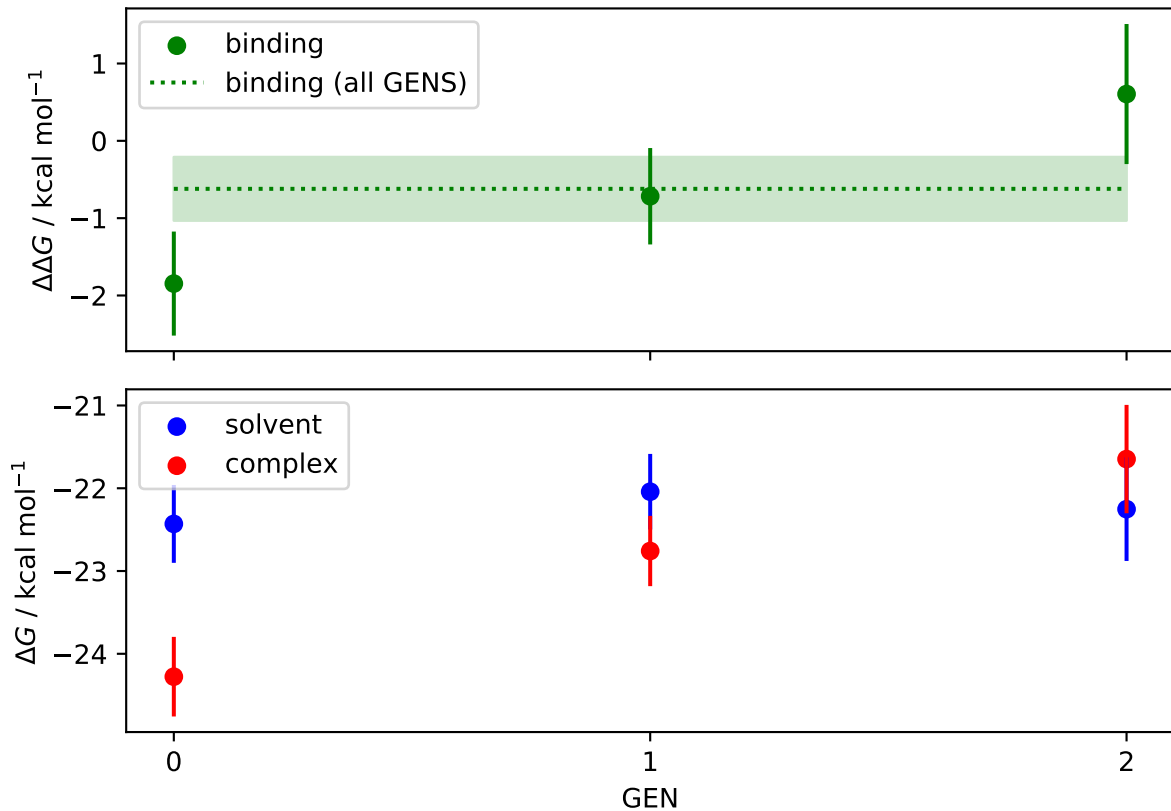 binding
binding (all GENS)
ΔΔG / kcal mol⁻¹
1
0
−1
−2
solvent
complex
ΔG / kcal mol⁻¹
−21
−22
−23
−24
0
1
2
GEN